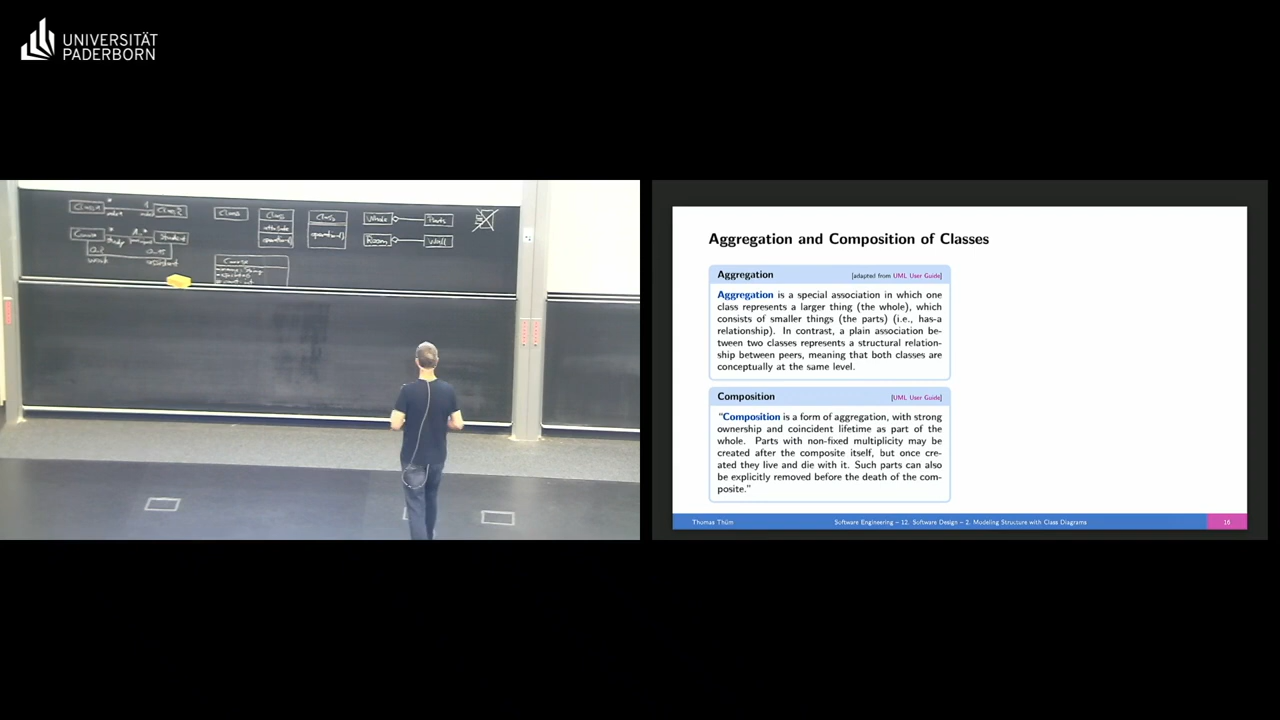 UNIVERSITÄT
PADERBORN
Class
Class
Class
Whole
Parts
Room
Wall
Course
Student
Course
Aggregation and Composition of Classes
Aggregation [adapted from UML User Guide]
Aggregation is a special association in which one
class represents a larger thing (the whole), which
consists of smaller things (the parts) (i.e., has-a
relationship). In contrast, a plain association be-
tween two classes represents a structural relation-
ship between peers, meaning that both classes are
conceptually at the same level.
Composition [UML User Guide]
"Composition is a form of aggregation, with strong
ownership and coincident lifetime as part of the
whole. Parts with non-fixed multiplicity may be
created after the composite itself, but once cre-
ated they live and die with it. Such parts can also
be explicitly removed before the death of the com-
posite."
Thomas Thüm Software Engineering – 12. Software Design – 2. Modeling Structure with Class Diagrams 16